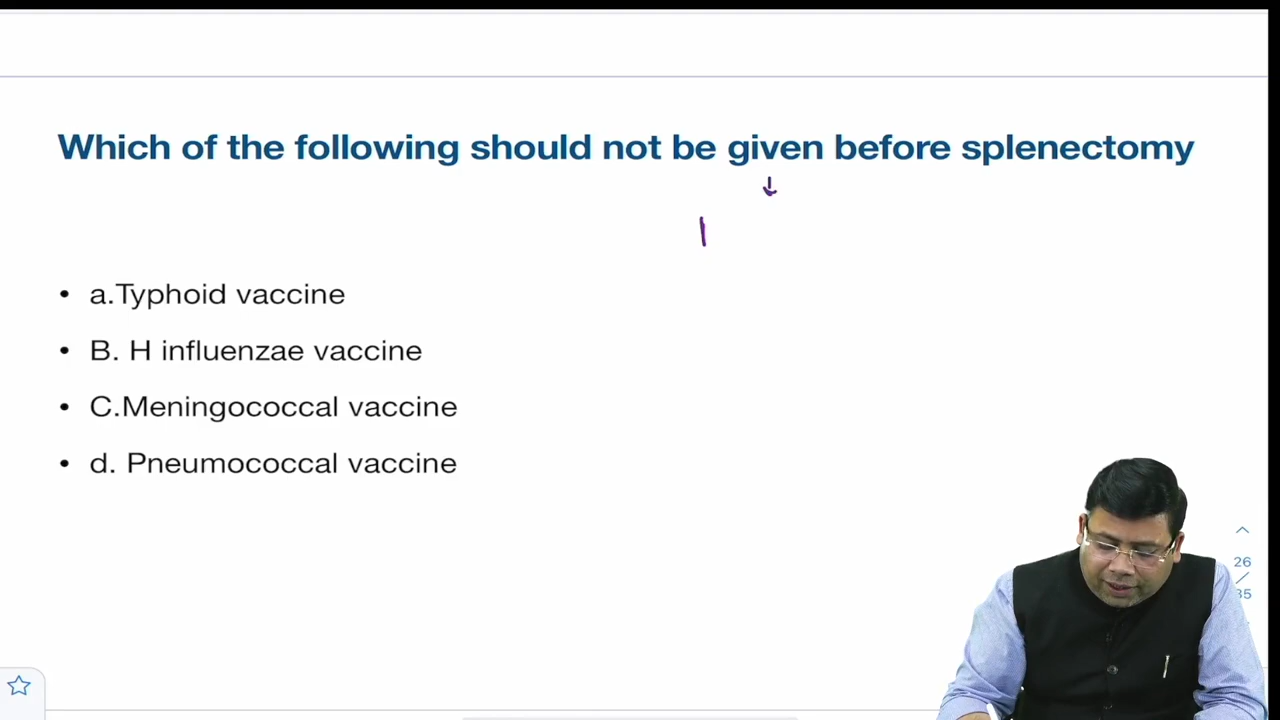 Which of the following should not be given before splenectomy
• a.Typhoid vaccine
• B. H influenzae vaccine
• C.Meningococcal vaccine
• d. Pneumococcal vaccine
26
/
35